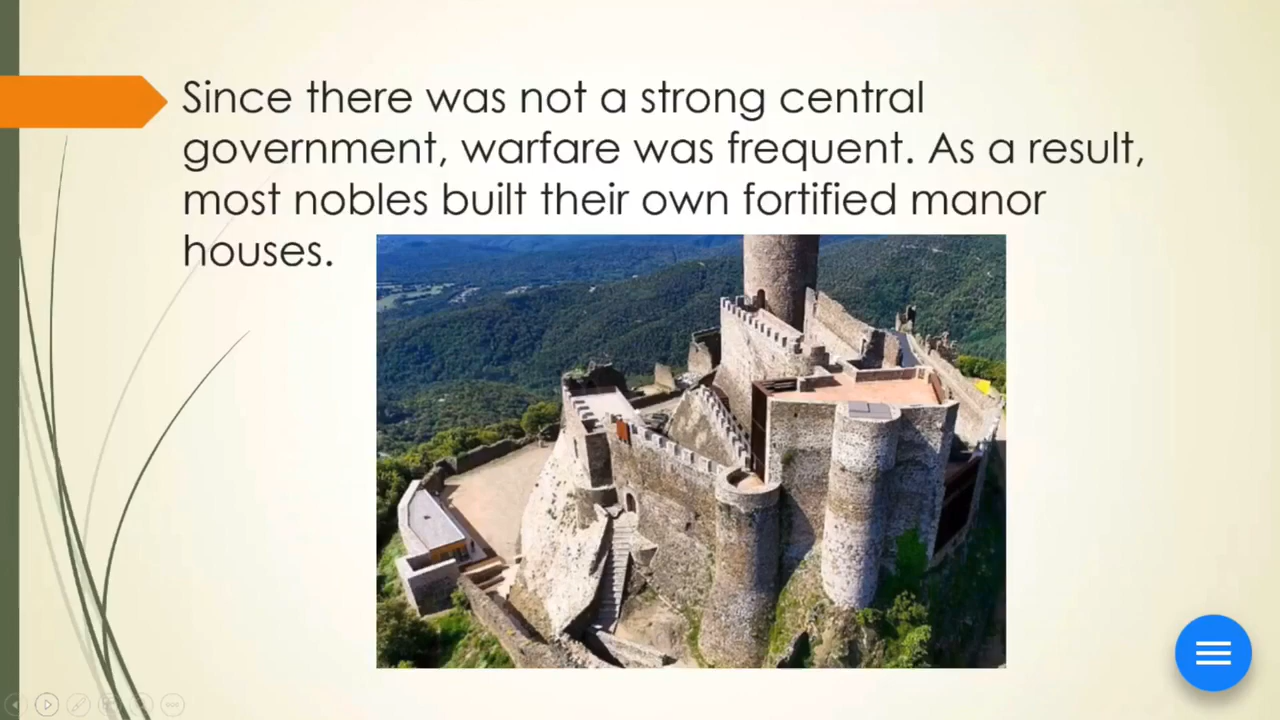 Since there was not a strong central
government, warfare was frequent. As a result,
most nobles built their own fortified manor
houses.